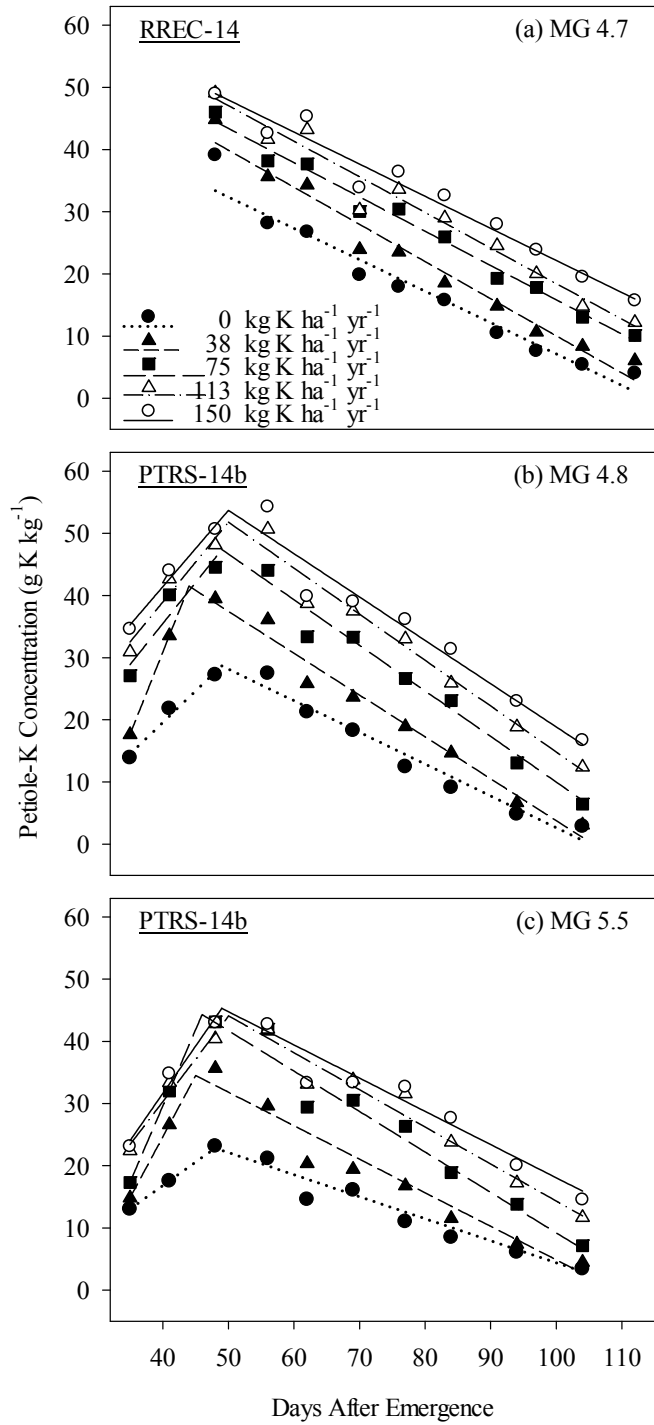 RREC-14 (a) MG 4.7
60
50
40
30
20
10
0
0 kg K ha⁻¹ yr⁻¹
38 kg K ha⁻¹ yr⁻¹
75 kg K ha⁻¹ yr⁻¹
113 kg K ha⁻¹ yr⁻¹
150 kg K ha⁻¹ yr⁻¹
PTRS-14b (b) MG 4.8
60
50
40
30
20
10
0
Petiole-K Concentration (g K kg⁻¹)
PTRS-14b (c) MG 5.5
60
50
40
30
20
10
0
40 50 60 70 80 90 100 110
Days After Emergence